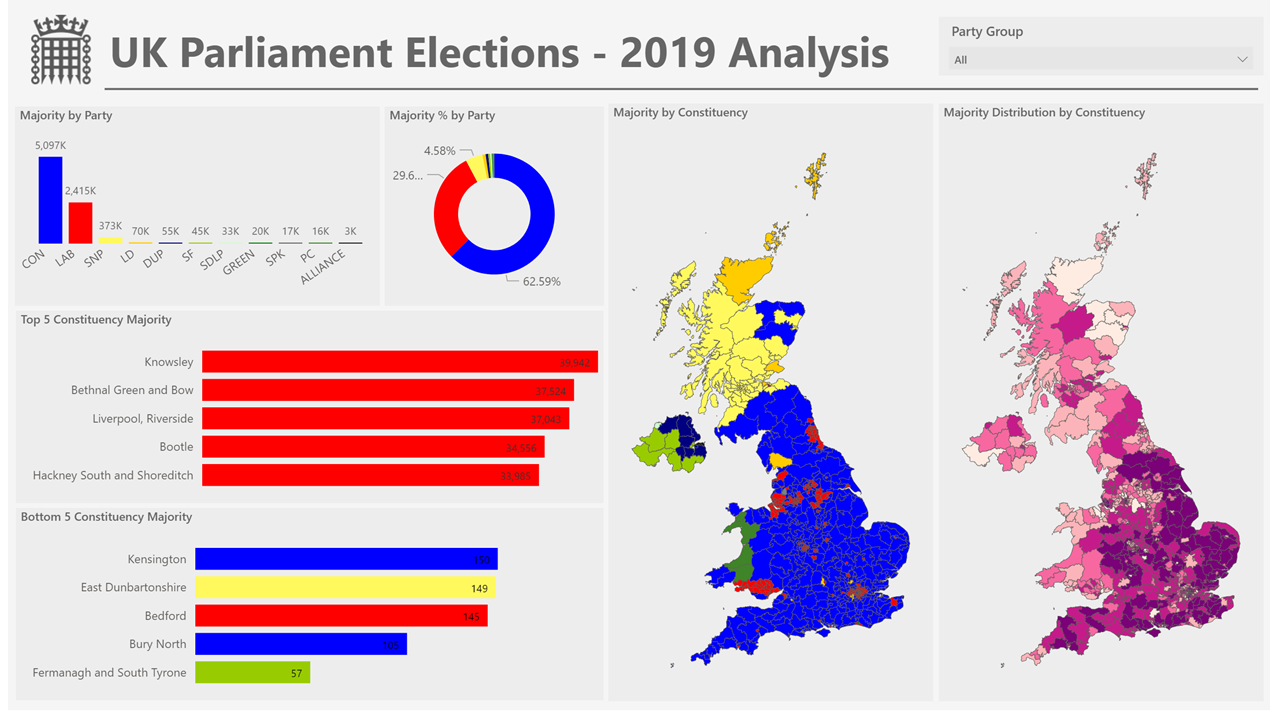 UK Parliament Elections - 2019 Analysis
Party Group
All
Majority by Party
5,097K
2,415K
373K
70K
55K
45K
33K
20K
17K
16K
3K
CON
LAB
SNP
LD
DUP
SF
SDLP
GREEN
SPK
PC
ALLIANCE
Majority % by Party
4.58%
29.6...
62.59%
Top 5 Constituency Majority
Knowsley 39,942
Bethnal Green and Bow 37,524
Liverpool, Riverside 37,043
Bootle 34,556
Hackney South and Shoreditch 33,985
Bottom 5 Constituency Majority
Kensington 150
East Dunbartonshire 149
Bedford 145
Bury North 105
Fermanagh and South Tyrone 57
Majority by Constituency
Majority Distribution by Constituency